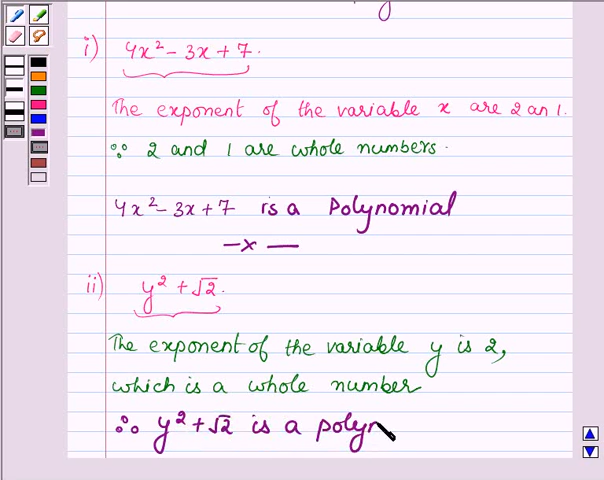 i) 4x² - 3x + 7.
The exponent of the variable x are 2 an 1.
∵ 2 and 1 are whole numbers.
4x² - 3x + 7 is a Polynomial
—x—
ii) y² + √2.
The exponent of the variable y is 2,
which is a whole number
∴ y² + √2 is a polyn